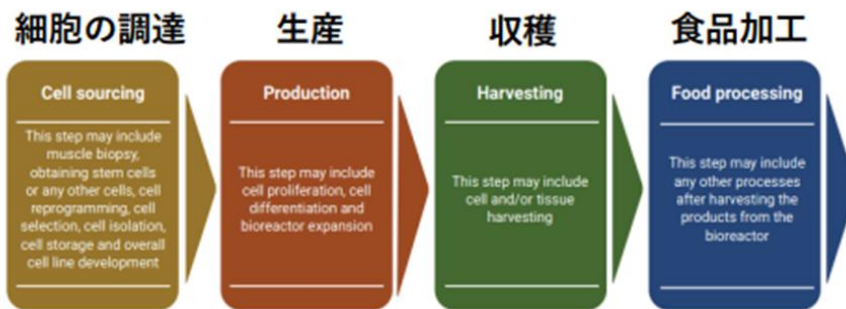 細胞の調達
生産
収穫
食品加工
Cell sourcing
This step may include
muscle biopsy,
obtaining stem cells
or any other cells, cell
reprogramming, cell
selection, cell isolation,
cell storage and overall
cell line development
Production
This step may include
cell proliferation, cell
differentiation and
bioreactor expansion
Harvesting
This step may include
cell and/or tissue
harvesting
Food processing
This step may include
any other processes
after harvesting the
products from the
bioreactor